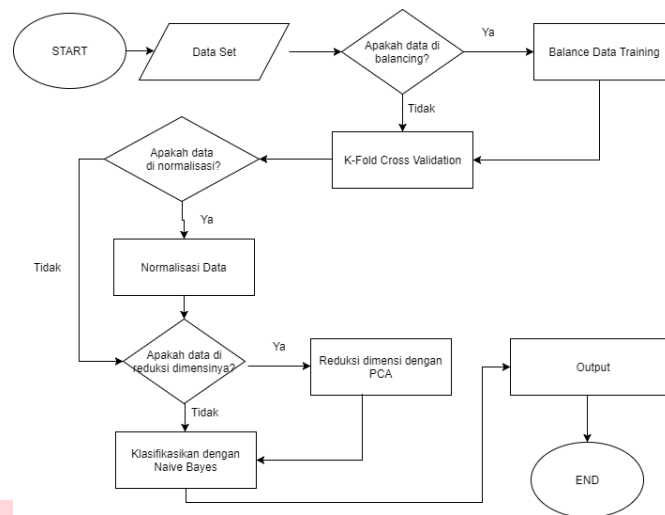 START
Data Set
Apakah data di
balancing?
Ya
Balance Data Training
Tidak
K-Fold Cross Validation
Apakah data
di normalisasi?
Ya
Tidak
Normalisasi Data
Apakah data di
reduksi dimensinya?
Ya
Reduksi dimensi dengan
PCA
Output
Tidak
Klasifikasikan dengan
Naive Bayes
END